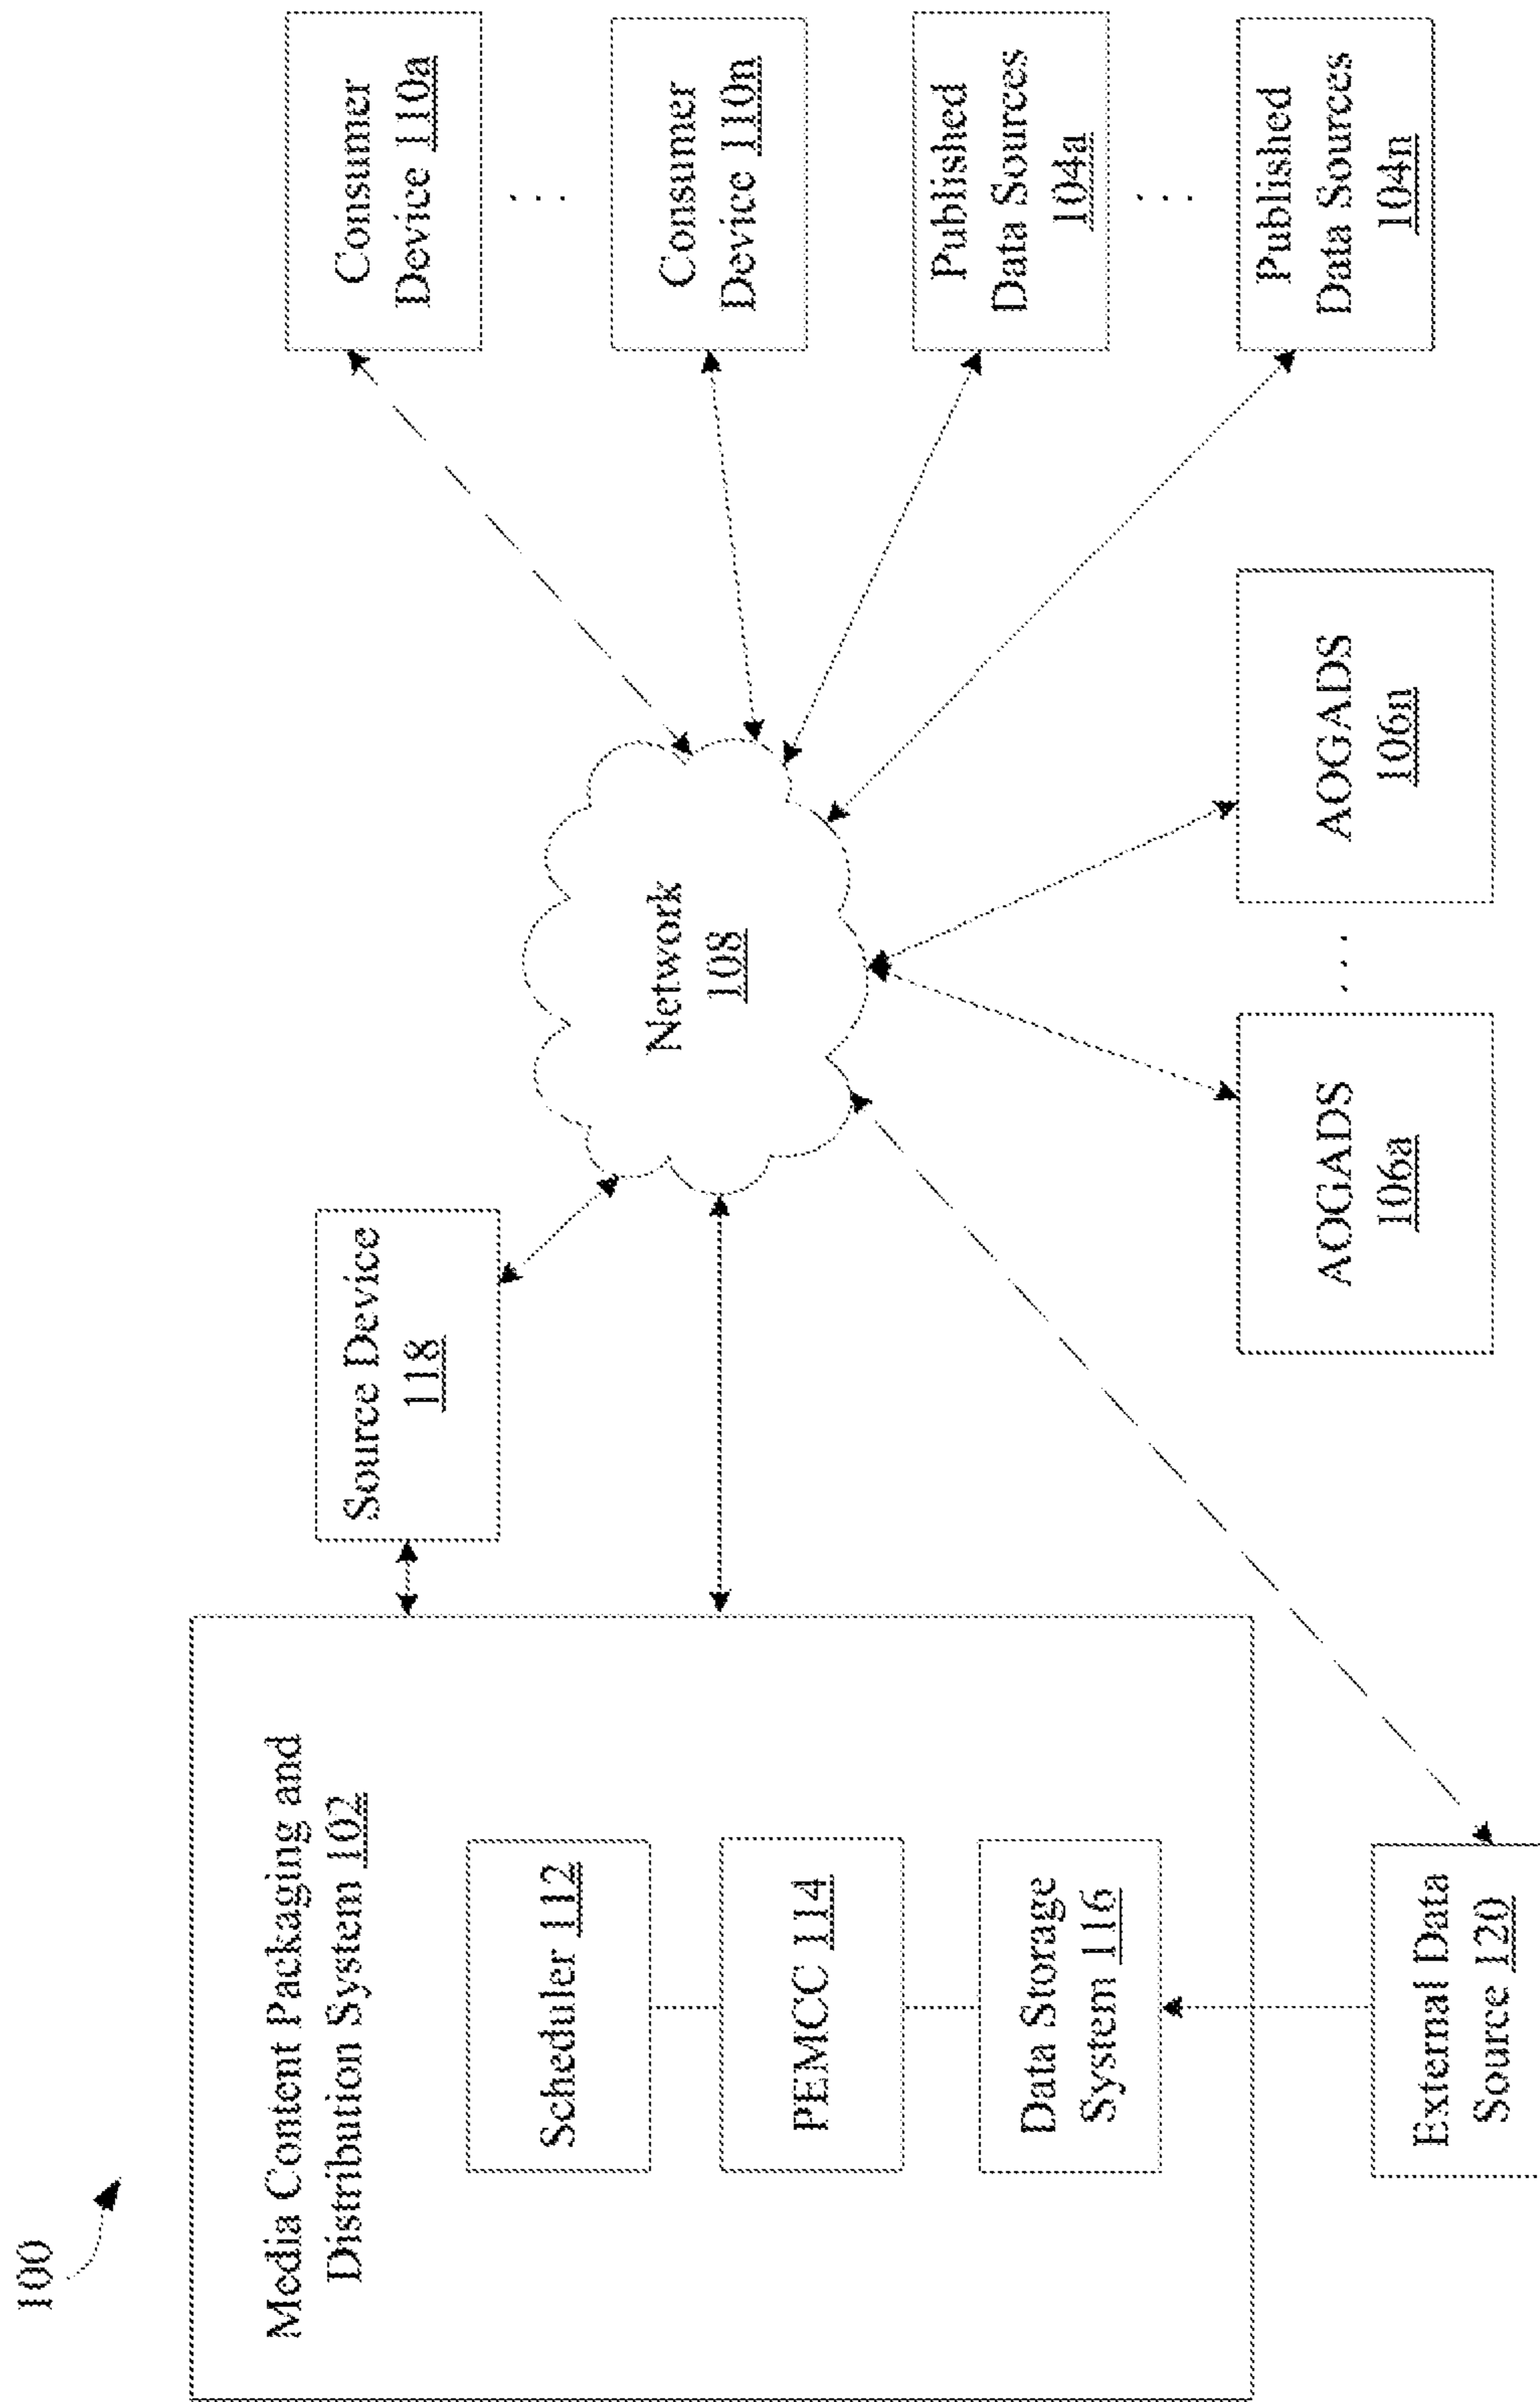 100
Media Content Packaging and
Distribution System 102
Scheduler 112
PEMCC 114
Data Storage
System 116
External Data
Source 120
Source Device
118
Network
108
AOGADS
106a
. . .
AOGADS
106n
Consumer
Device 110a
. . .
Consumer
Device 110n
Published
Data Sources
104a
. . .
Published
Data Sources
104n